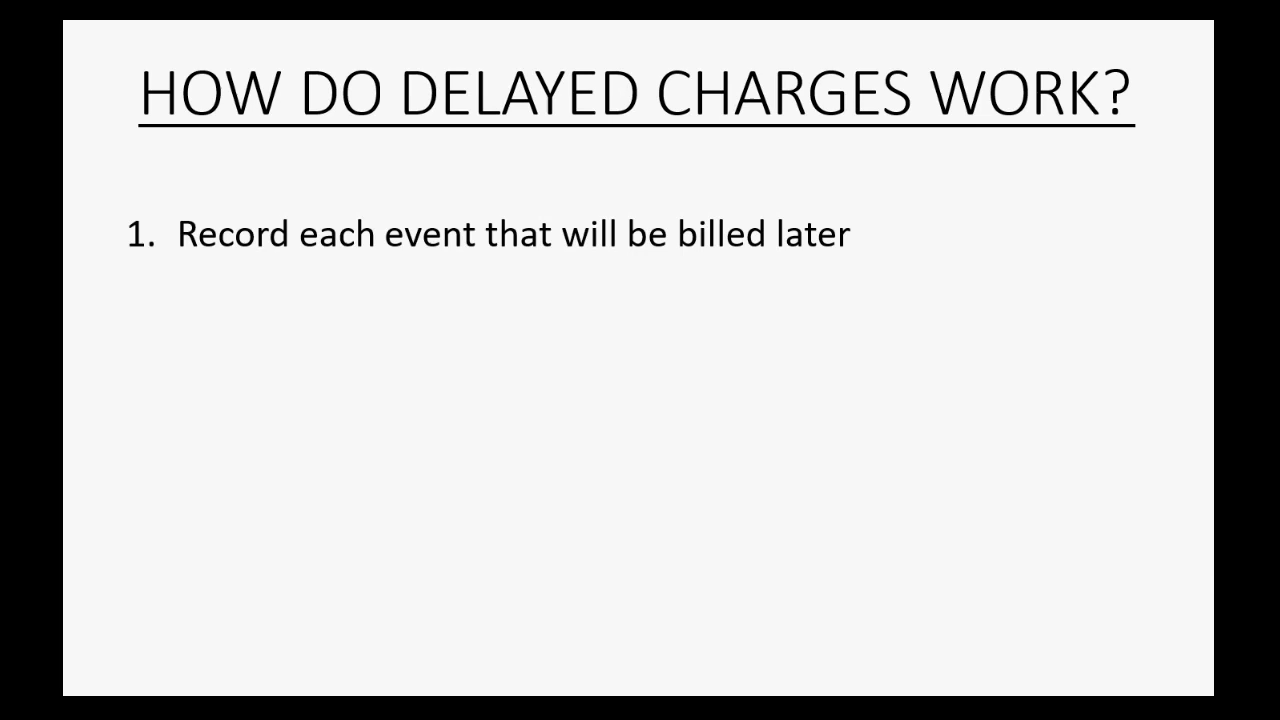 HOW DO DELAYED CHARGES WORK?
1. Record each event that will be billed later